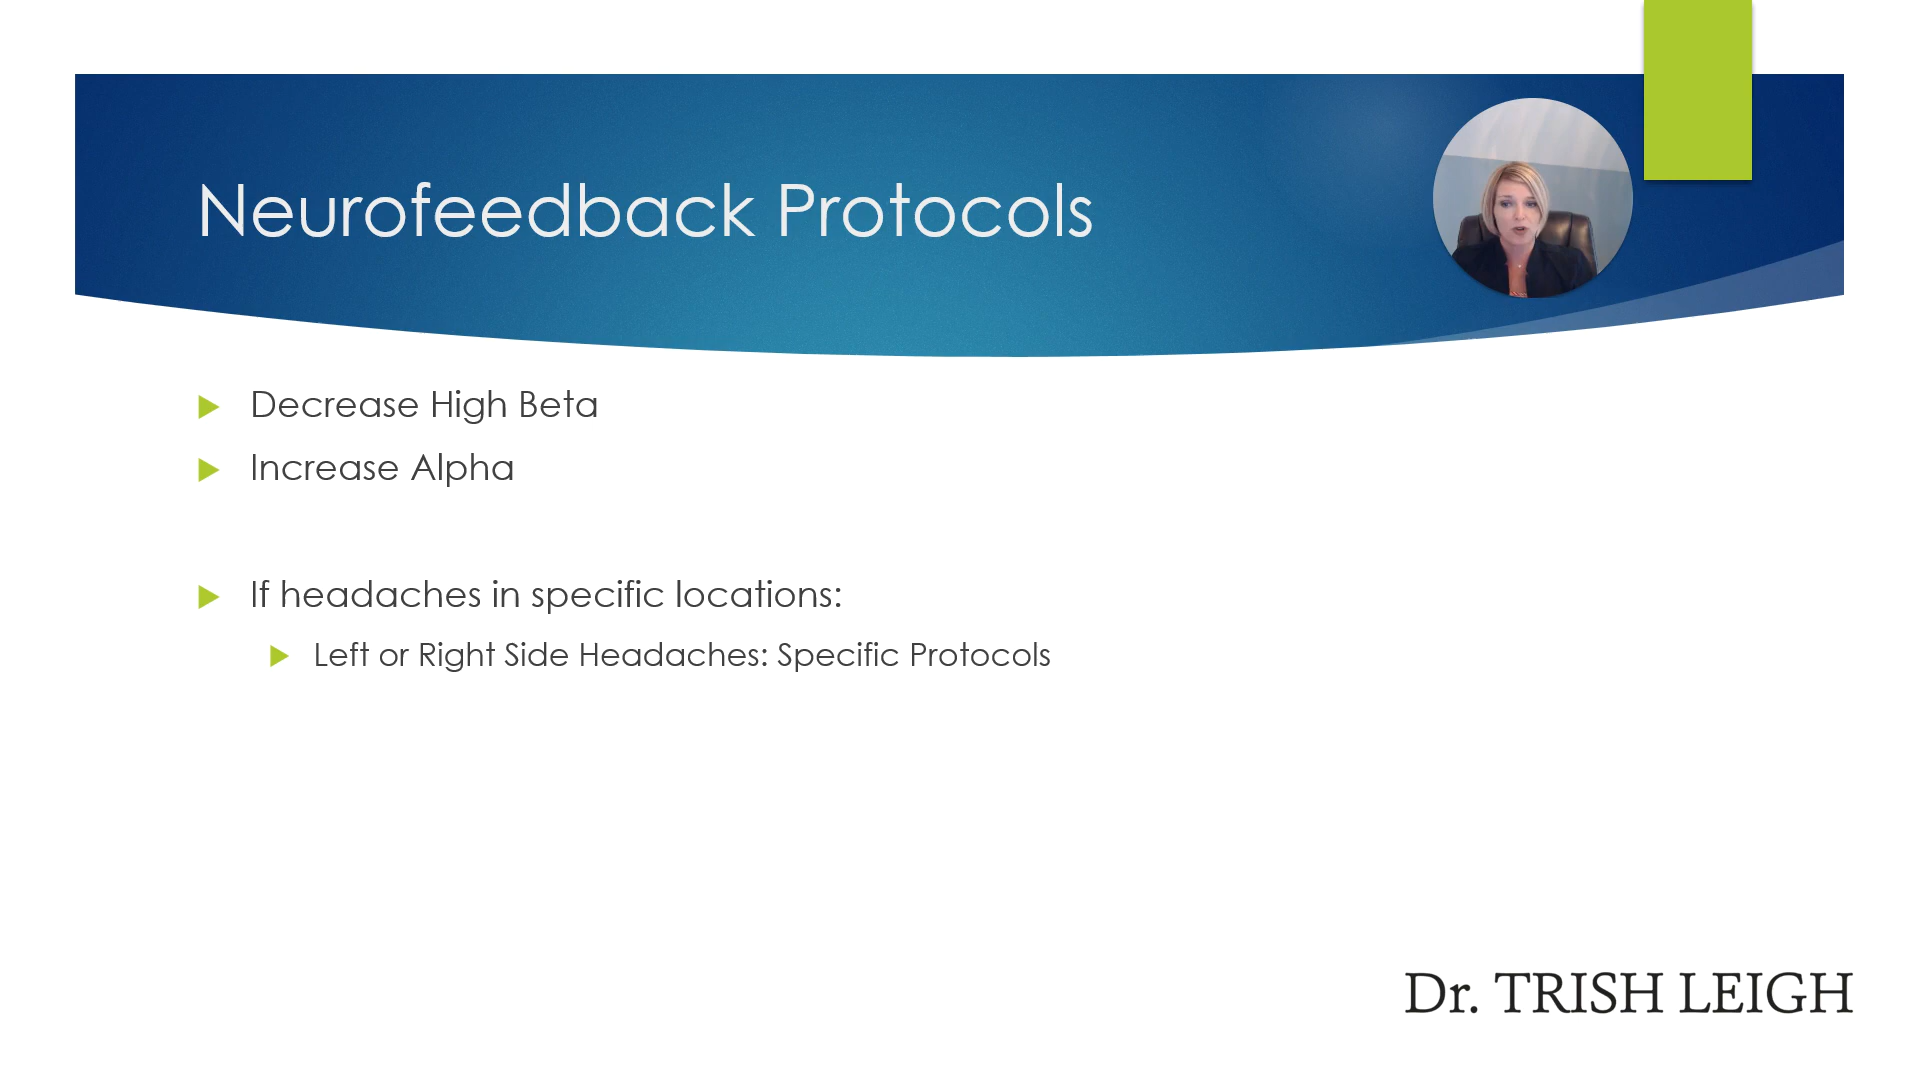 Neurofeedback Protocols
Decrease High Beta
Increase Alpha
If headaches in specific locations:
Left or Right Side Headaches: Specific Protocols
Dr. TRISH LEIGH